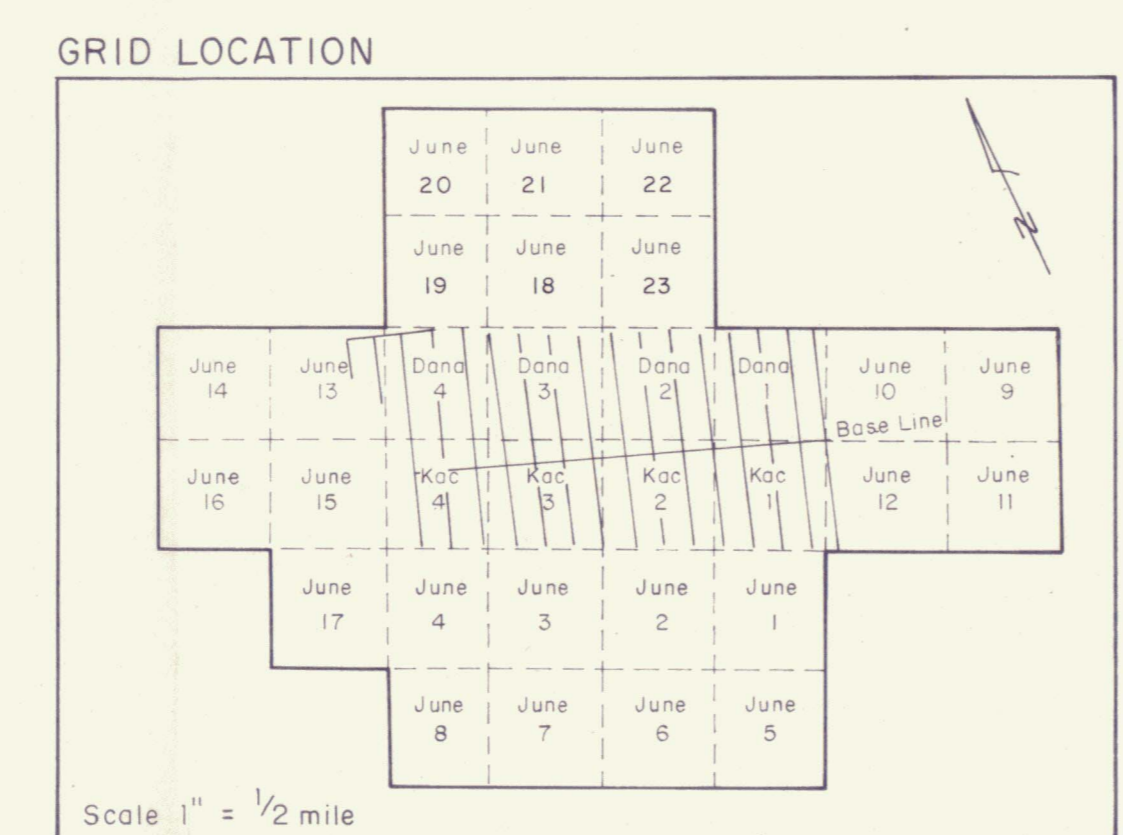 GRID LOCATION
June June June
20 21 22
June June June
19 18 23
N
June June Dana Dana Dana Dana June June
14 13 4 3 2 1 10 9
Base Line
June June Kac Kac Kac Kac June June
16 15 4 3 2 1 12 11
June June June June June
17 4 3 2 1
June June June June
8 7 6 5
Scale 1" = 1/2 mile